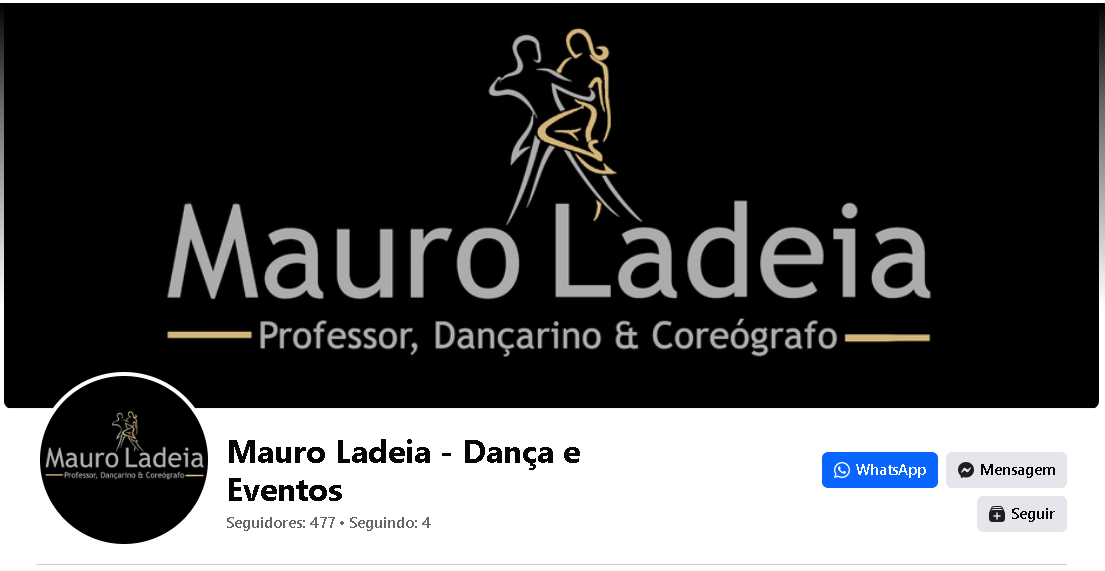 Mauro Ladeia
Professor, Dançarino & Coreógrafo
Mauro Ladeia
Professor, Dançarino & Coreógrafo
Mauro Ladeia - Dança e
Eventos
Seguidores: 477 • Seguindo: 4
WhatsApp
Mensagem
Seguir